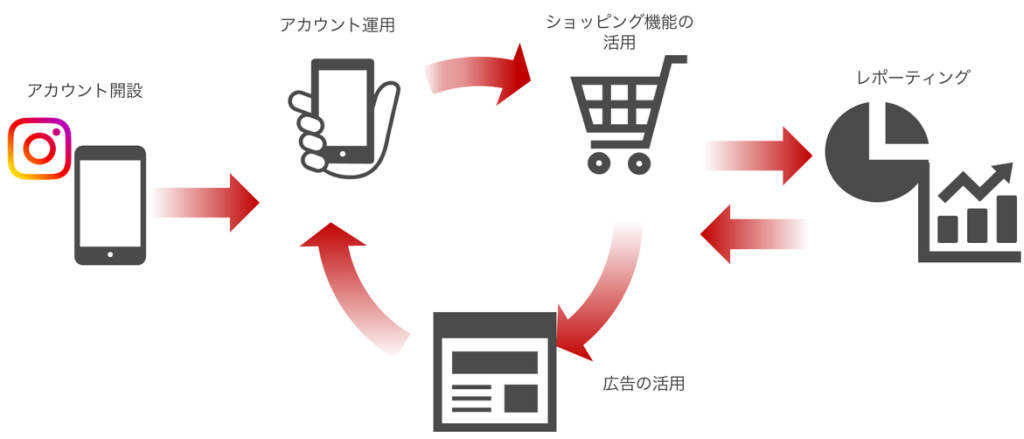 アカウント開設
アカウント運用
ショッピング機能の
活用
レポーティング
広告の活用